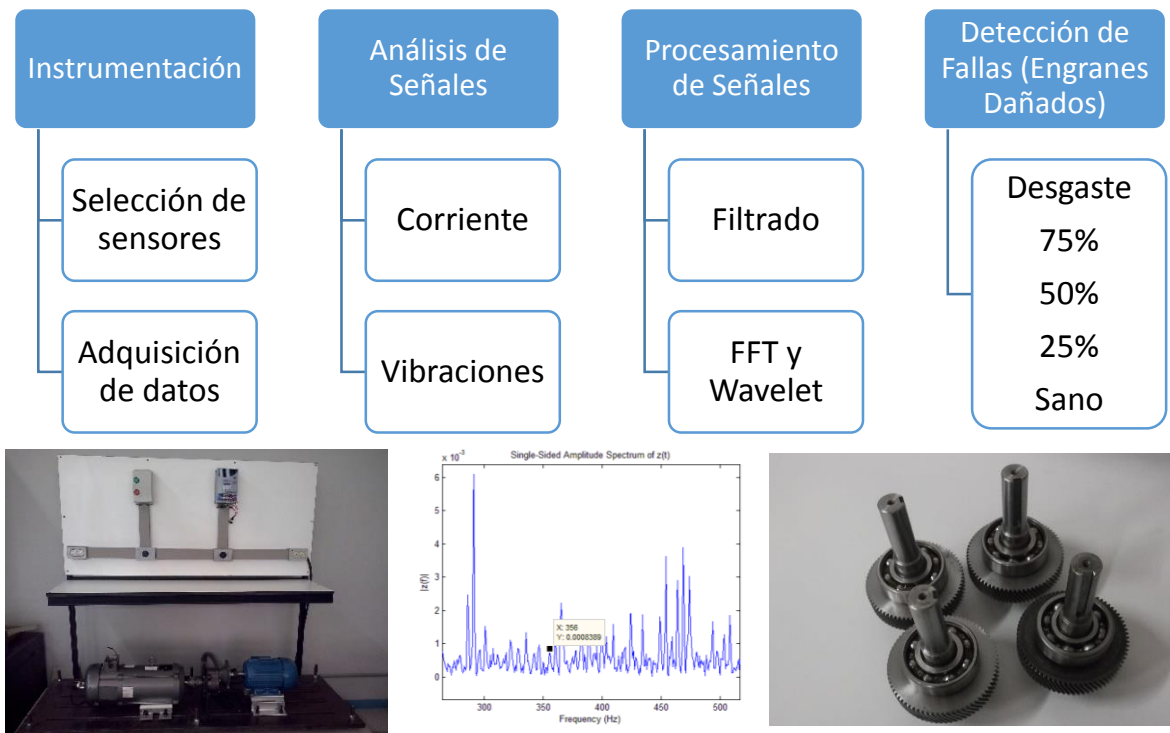 Instrumentación
Selección de
sensores
Adquisición
de datos
Análisis de
Señales
Corriente
Vibraciones
Procesamiento
de Señales
Filtrado
FFT y
Wavelet
Detección de
Fallas (Engranes
Dañados)
Desgaste
75%
50%
25%
Sano
x 10⁻³
Single-Sided Amplitude Spectrum of z(t)
6
5
4
3
2
1
0
|z(f)|
X: 356
Y: 0.0008389
300
350
400
450
500
Frequency (Hz)